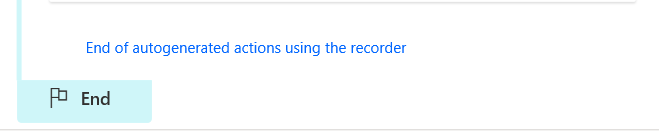 End of autogenerated actions using the recorder
End